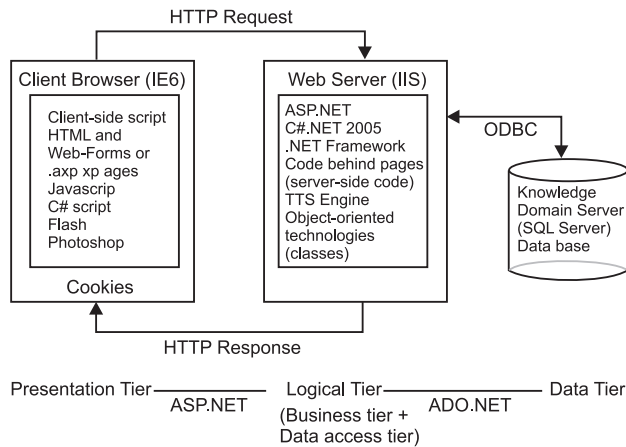 HTTP Request
Client Browser (IE6)
Client-side script
HTML and
Web-Forms or
.axp xp ages
Javascrip
C# script
Flash
Photoshop
Cookies
Web Server (IIS)
ASP.NET
C#.NET 2005
.NET Framework
Code behind pages
(server-side code)
TTS Engine
Object-oriented
technologies
(classes)
ODBC
Knowledge
Domain Server
(SQL Server)
Data base
HTTP Response
Presentation Tier
ASP.NET
Logical Tier
(Business tier +
Data access tier)
ADO.NET
Data Tier